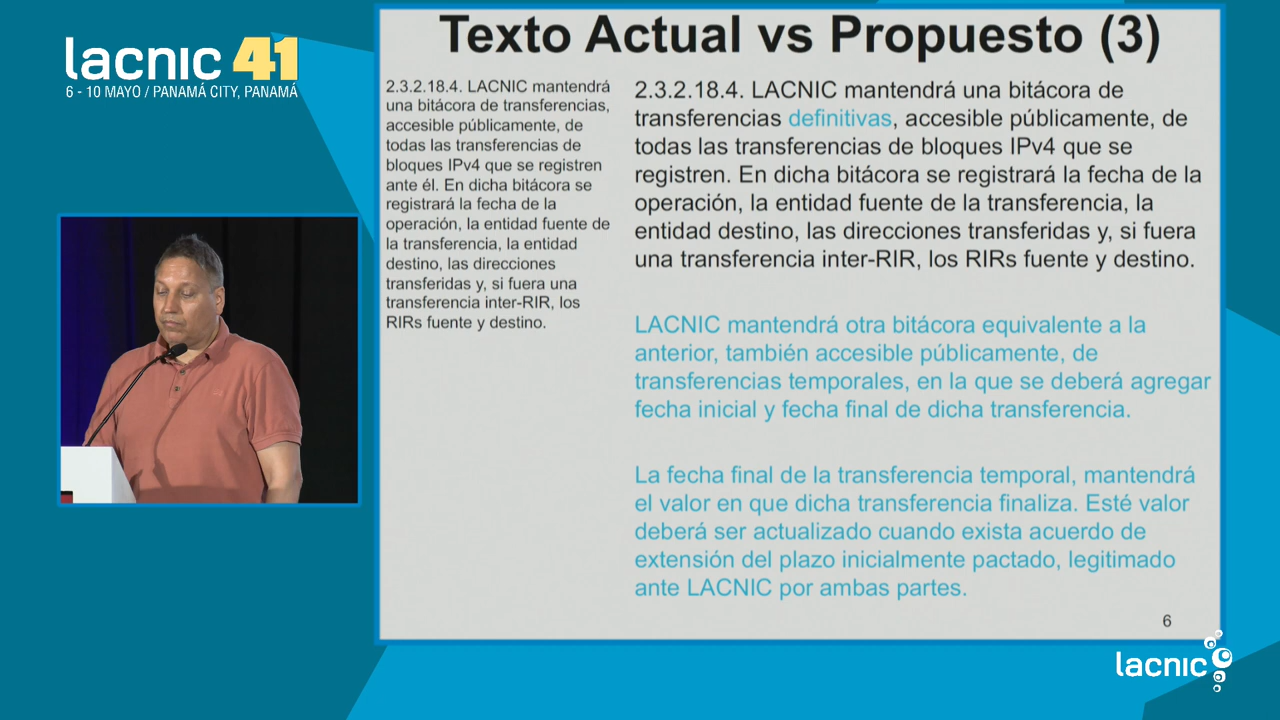 lacnic 41
6 - 10 MAYO / PANAMÁ CITY, PANAMÁ
Texto Actual vs Propuesto (3)
2.3.2.18.4. LACNIC mantendrá
una bitácora de transferencias,
accesible públicamente, de
todas las transferencias de
bloques IPv4 que se registren
ante él. En dicha bitácora se
registrará la fecha de la
operación, la entidad fuente de
la transferencia, la entidad
destino, las direcciones
transferidas y, si fuera una
transferencia inter-RIR, los
RIRs fuente y destino.
2.3.2.18.4. LACNIC mantendrá una bitácora de
transferencias definitivas, accesible públicamente, de
todas las transferencias de bloques IPv4 que se
registren. En dicha bitácora se registrará la fecha de la
operación, la entidad fuente de la transferencia, la
entidad destino, las direcciones transferidas y, si fuera
una transferencia inter-RIR, los RIRs fuente y destino.
LACNIC mantendrá otra bitácora equivalente a la
anterior, también accesible públicamente, de
transferencias temporales, en la que se deberá agregar
fecha inicial y fecha final de dicha transferencia.
La fecha final de la transferencia temporal, mantendrá
el valor en que dicha transferencia finaliza. Esté valor
deberá ser actualizado cuando exista acuerdo de
extensión del plazo inicialmente pactado, legitimado
ante LACNIC por ambas partes.
6
lacnic